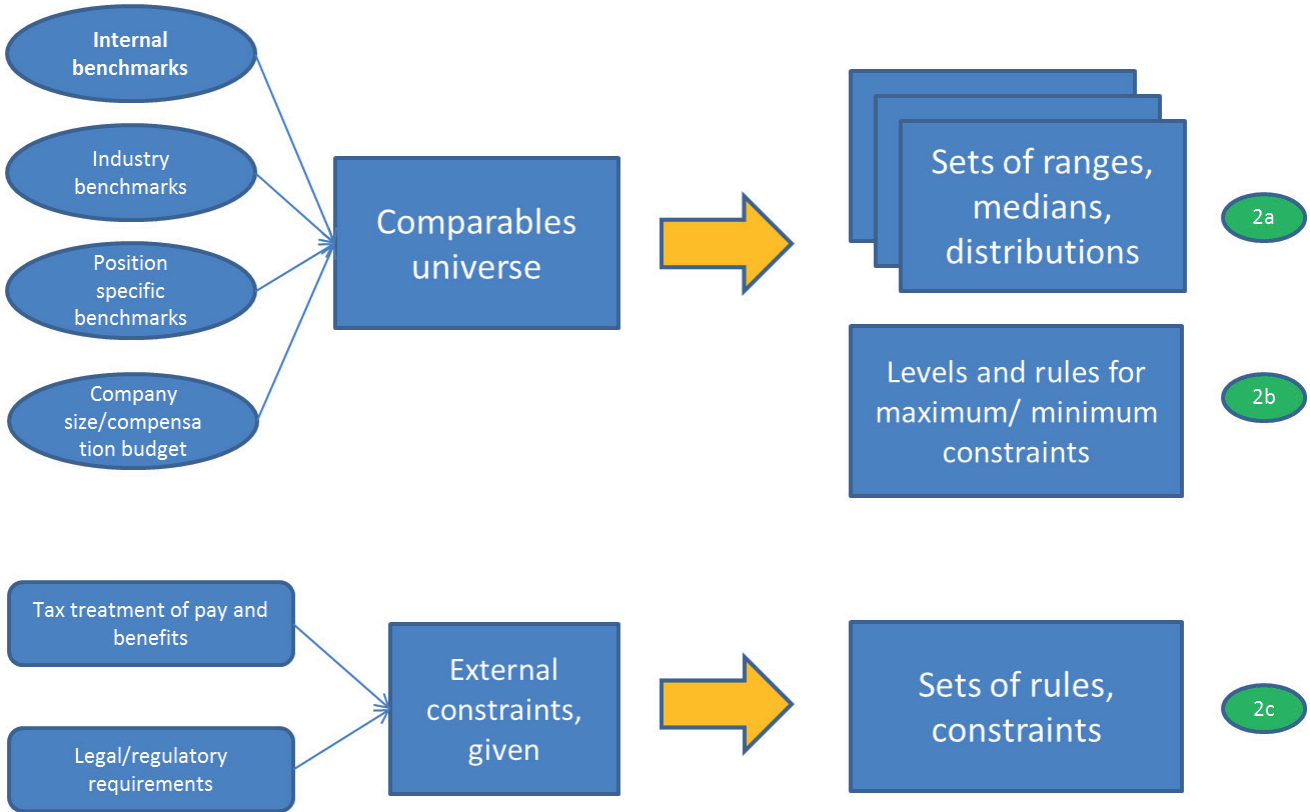 Internal
benchmarks
Industry
benchmarks
Position
specific
benchmarks
Company
size/compensa
tion budget
Comparables
universe
Sets of ranges,
medians,
distributions
2a
Levels and rules for
maximum/ minimum
constraints
2b
Tax treatment of pay and
benefits
Legal/regulatory
requirements
External
constraints,
given
Sets of rules,
constraints
2c